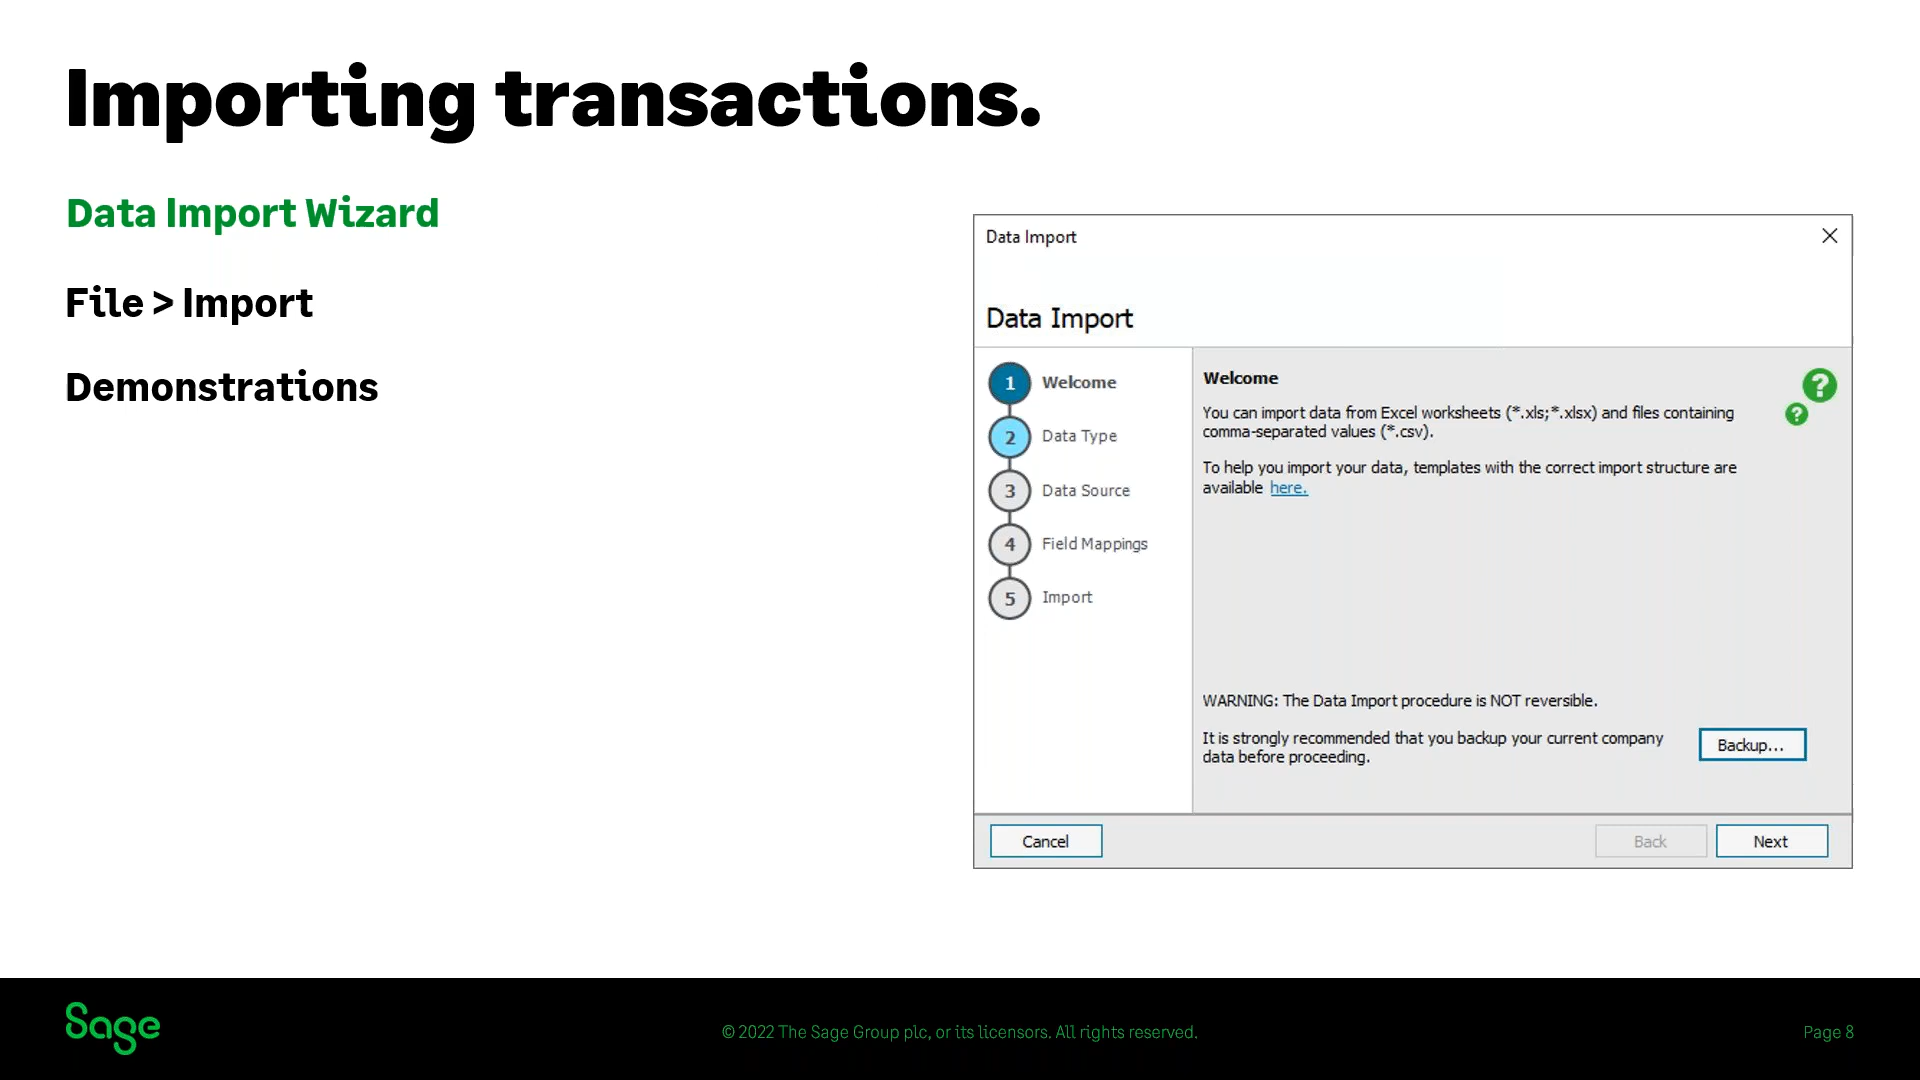 Importing transactions.
Data Import Wizard
File > Import
Demonstrations
Data Import
Data Import
1 Welcome
2 Data Type
3 Data Source
4 Field Mappings
5 Import
Welcome
You can import data from Excel worksheets (*.xls;*.xlsx) and files containing
comma-separated values (*.csv).
To help you import your data, templates with the correct import structure are
available here.
WARNING: The Data Import procedure is NOT reversible.
It is strongly recommended that you backup your current company
data before proceeding.
Backup...
Cancel
Back
Next
Sage
© 2022 The Sage Group plc, or its licensors. All rights reserved.
Page 8